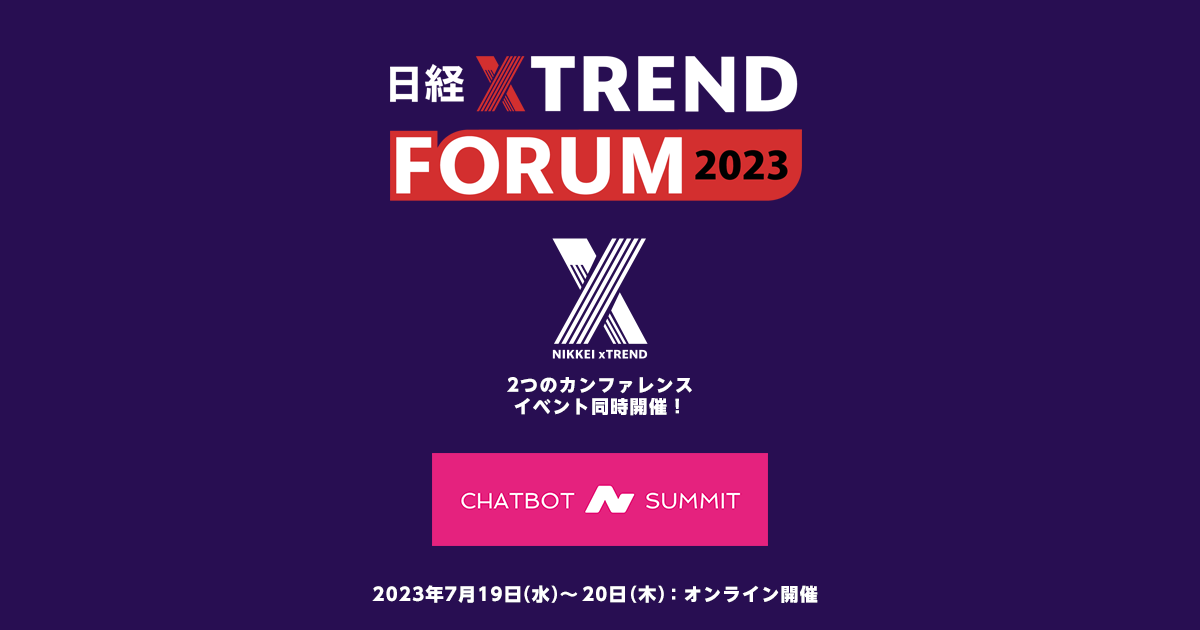 日経 XTREND
FORUM 2023
X
NIKKEI xTREND
2つのカンファレンス
イベント同時開催！
CHATBOT N SUMMIT
2023年7月19日(水)～20日(木)：オンライン開催